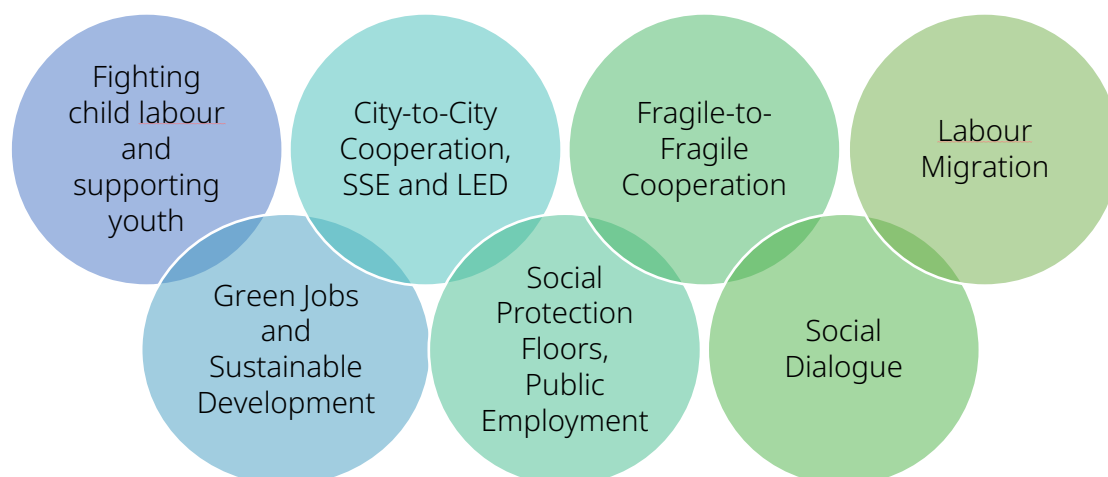 Fighting
child labour
and
supporting
youth
City-to-City
Cooperation,
SSE and LED
Fragile-to-
Fragile
Cooperation
Labour
Migration
Green Jobs
and
Sustainable
Development
Social
Protection
Floors,
Public
Employment
Social
Dialogue